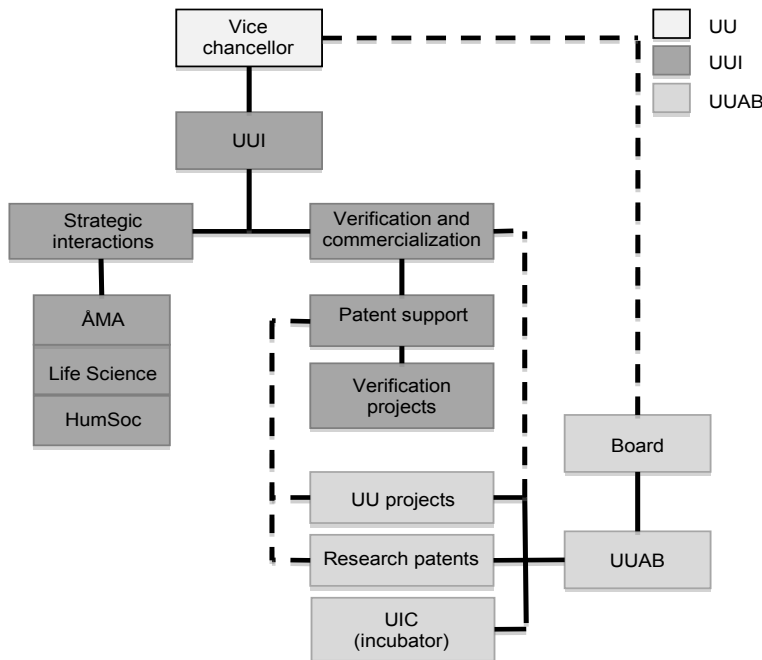 Vice
chancellor
UU
UUI
UUAB
UUI
Strategic
interactions
Verification and
commercialization
ÅMA
Life Science
HumSoc
Patent support
Verification
projects
Board
UU projects
Research patents
UUAB
UIC
(incubator)